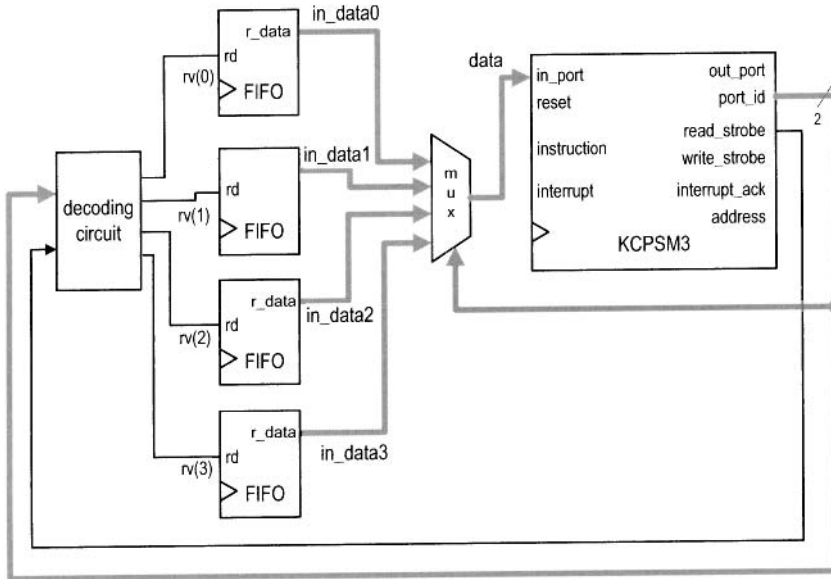 in_data0
r_data
rd
rv(0)
FIFO
data
in_port
out_port
reset
port_id
2
read_strobe
instruction
write_strobe
interrupt
interrupt_ack
address
KCPSM3
in_data1
rd
rv(1)
FIFO
mux
decoding
circuit
r_data
in_data2
rd
rv(2)
FIFO
r_data
in_data3
rd
rv(3)
FIFO